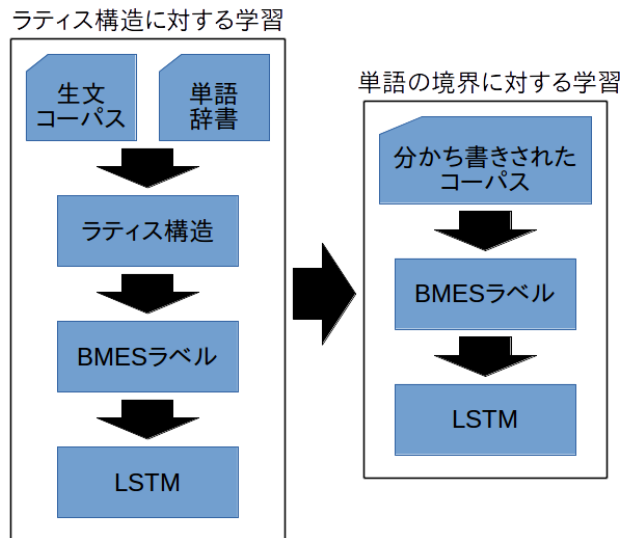 ラティス構造に対する学習
生文
コーパス
単語
辞書
ラティス構造
BMESラベル
LSTM
単語の境界に対する学習
分かち書きされた
コーパス
BMESラベル
LSTM